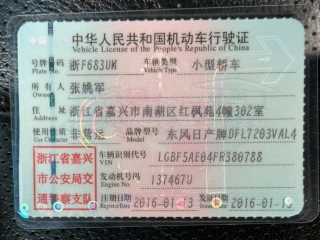 中华人民共和国机动车行驶证
Vehicle License of the People's Republic of China
号牌号码 Plate No. 浙F683UM 车辆类型 Vehicle Type 小型轿车
所有人 Owner 张姚军
住址 Address 浙江省嘉兴市南湖区红枫苑4幢302室
使用性质 Use Character 非营运 品牌型号 Model 东风日产牌DFL7203VAL4
浙江省嘉兴市公安局交通警察支队
车辆识别代号 VIN LGBF5AE04FR380788
发动机号码 Engine No. 137467U
注册日期 Register Date 2016-01-13 发证日期 Issue Date 2016-01-1